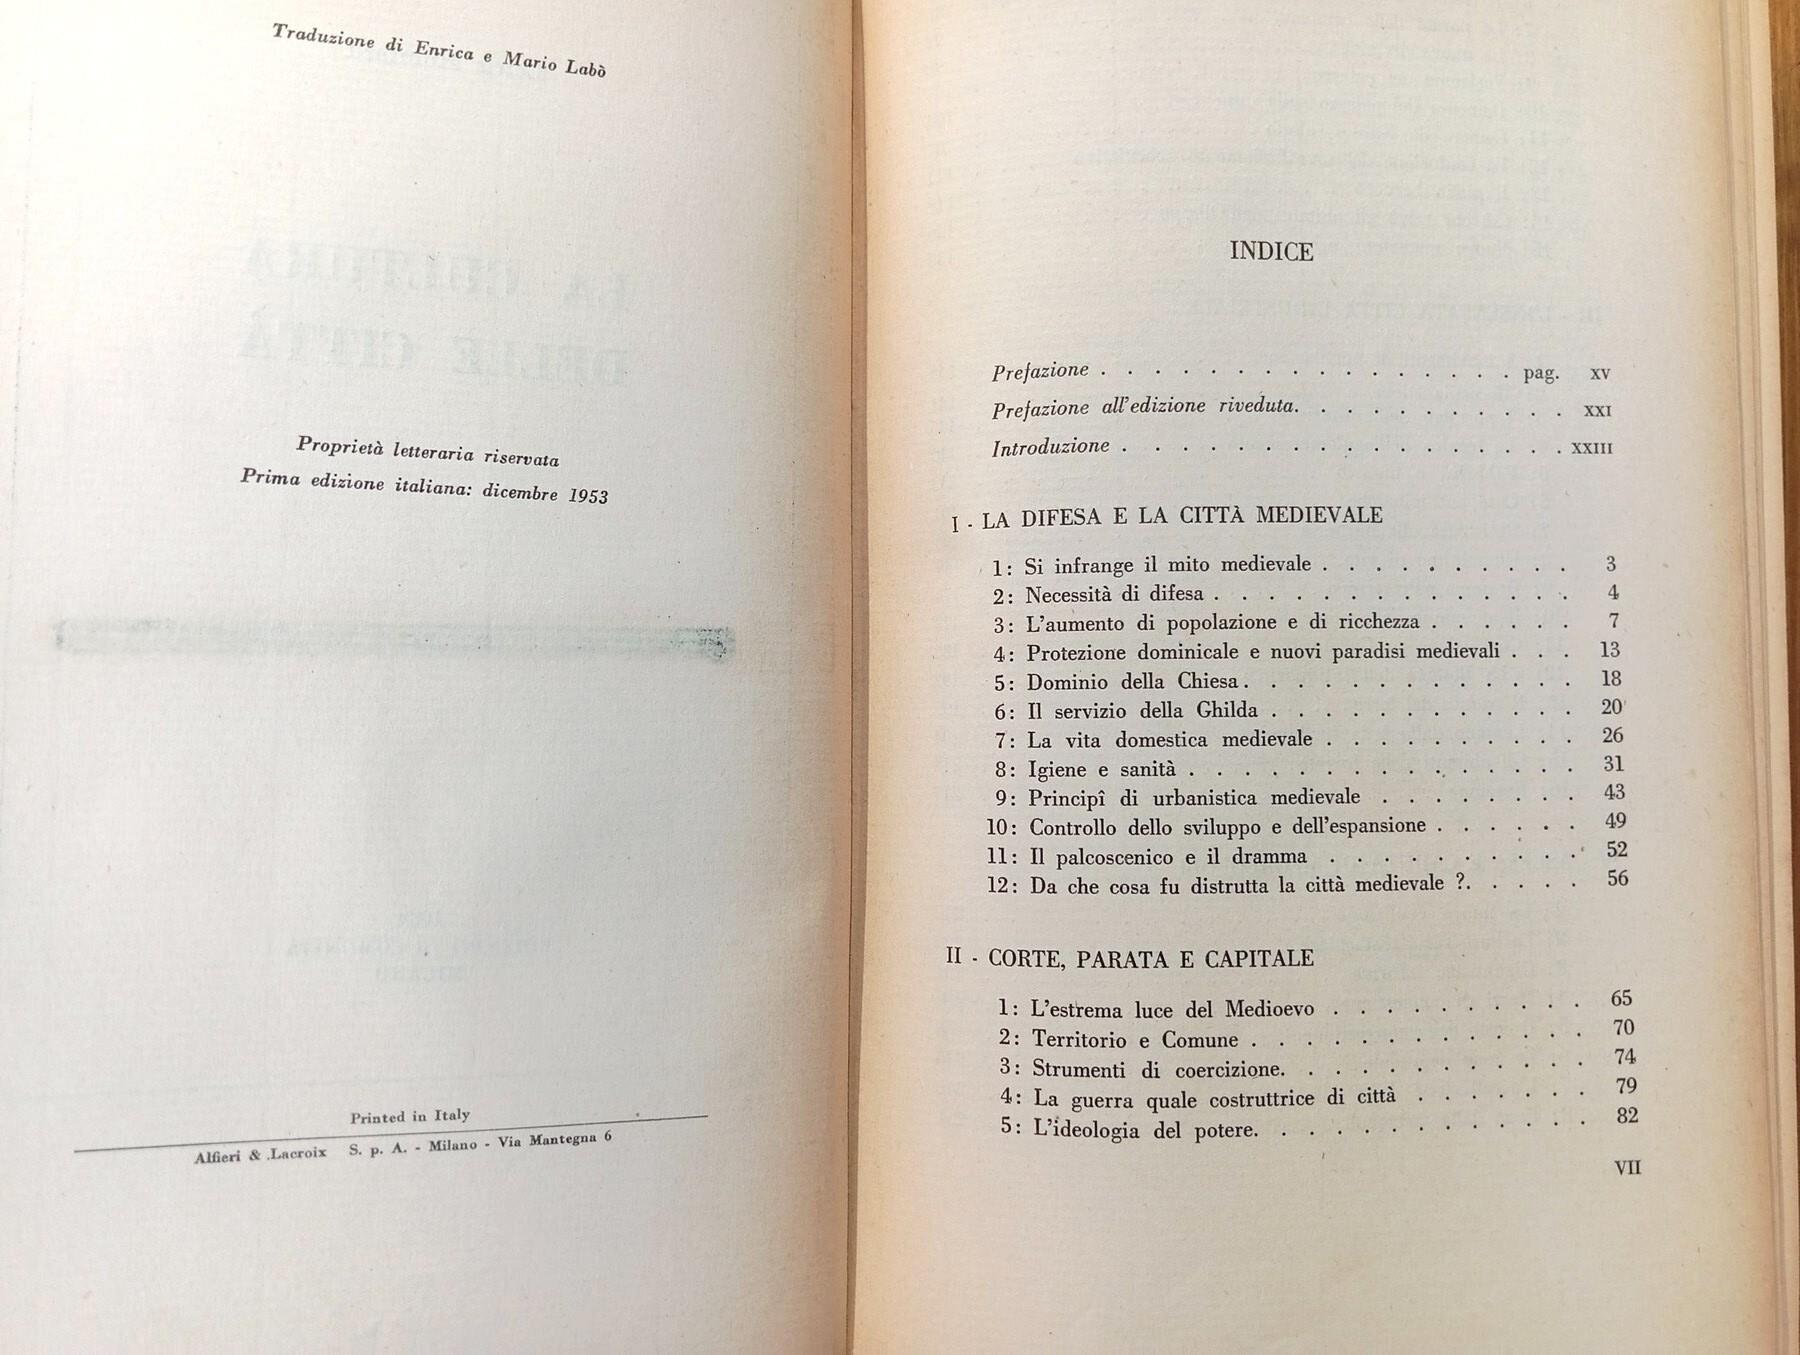 Traduzione di Enrica e Mario Labò
LA CULTURA
DELLE CITTÀ
Proprietà letteraria riservata
Prima edizione italiana: dicembre 1953
Printed in Italy
Alfieri & Lacroix S. p. A. - Milano - Via Mantegna 6
INDICE
Prefazione . . . . . . . . . . . . . . . . pag. XV
Prefazione all'edizione riveduta. . . . . . . . . . . XXI
Introduzione . . . . . . . . . . . . . . . . . XXIII
I - LA DIFESA E LA CITTÀ MEDIEVALE
1: Si infrange il mito medievale . . . . . . . . . . 3
2: Necessità di difesa . . . . . . . . . . . . . . 4
3: L'aumento di popolazione e di ricchezza . . . . . . 7
4: Protezione dominicale e nuovi paradisi medievali . . . 13
5: Dominio della Chiesa. . . . . . . . . . . . . 18
6: Il servizio della Ghilda . . . . . . . . . . . . 20
7: La vita domestica medievale . . . . . . . . . . 26
8: Igiene e sanità . . . . . . . . . . . . . . . 31
9: Principî di urbanistica medievale . . . . . . . . 43
10: Controllo dello sviluppo e dell'espansione . . . . . . 49
11: Il palcoscenico e il dramma . . . . . . . . . . 52
12: Da che cosa fu distrutta la città medievale ?. . . . . 56
II - CORTE, PARATA E CAPITALE
1: L'estrema luce del Medioevo . . . . . . . . . . 65
2: Territorio e Comune . . . . . . . . . . . . . 70
3: Strumenti di coercizione. . . . . . . . . . . . 74
4: La guerra quale costruttrice di città . . . . . . . 79
5: L'ideologia del potere. . . . . . . . . . . . . 82
VII